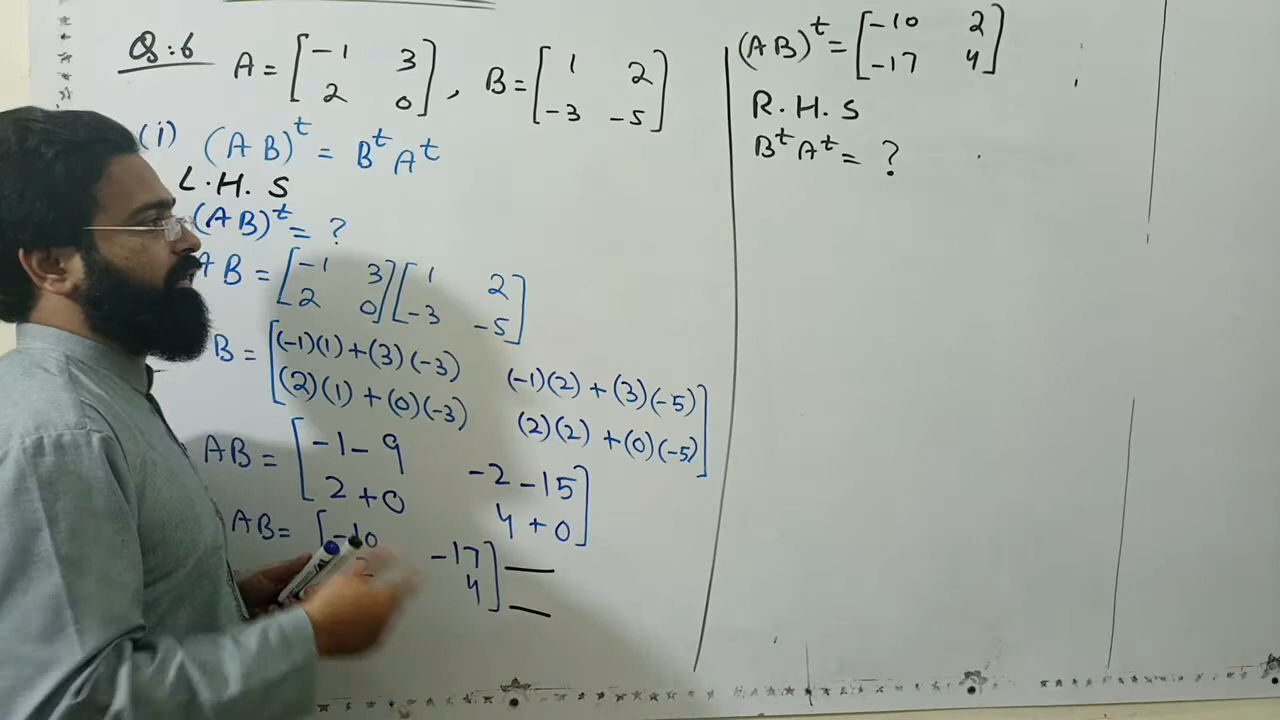 Q:6 A = [-1 3 2 0], B = [1 2 -3 -5]
(i) (AB)^t = B^t A^t
L.H.S
(AB)^t = ?
AB = [-1 3 2 0][1 2 -3 -5]
B = [(-1)(1)+(3)(-3) (-1)(2)+(3)(-5)
(2)(1)+(0)(-3) (2)(2)+(0)(-5)]
AB = [-1-9 -2-15
2+0 4+0]
AB = [-10 -17
2 4]
(AB)^t = [-10 2 -17 4]
R.H.S
B^t A^t = ?